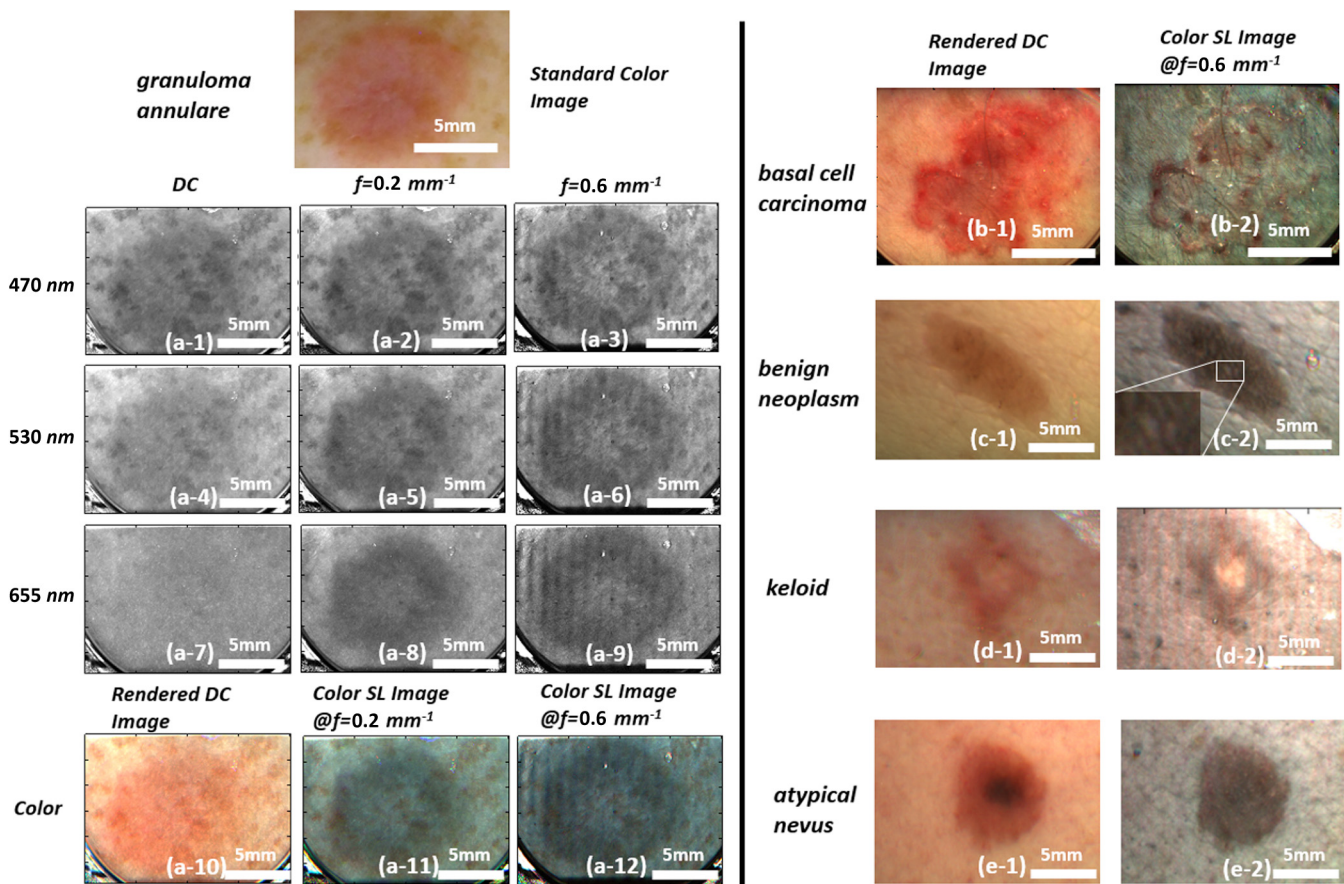 granuloma
annulare
5mm
Standard Color
Image
DC
f=0.2 mm-1
f=0.6 mm-1
470 nm
(a-1) 5mm
(a-2) 5mm
(a-3) 5mm
530 nm
(a-4) 5mm
(a-5) 5mm
(a-6) 5mm
655 nm
(a-7) 5mm
(a-8) 5mm
(a-9) 5mm
Rendered DC
Image
Color SL Image
@f=0.2 mm-1
Color SL Image
@f=0.6 mm-1
Color
(a-10) 5mm
(a-11) 5mm
(a-12) 5mm
Rendered DC
Image
Color SL Image
@f=0.6 mm-1
basal cell
carcinoma
(b-1) 5mm
(b-2) 5mm
benign
neoplasm
(c-1) 5mm
(c-2) 5mm
keloid
(d-1) 5mm
(d-2) 5mm
atypical
nevus
(e-1) 5mm
(e-2) 5mm